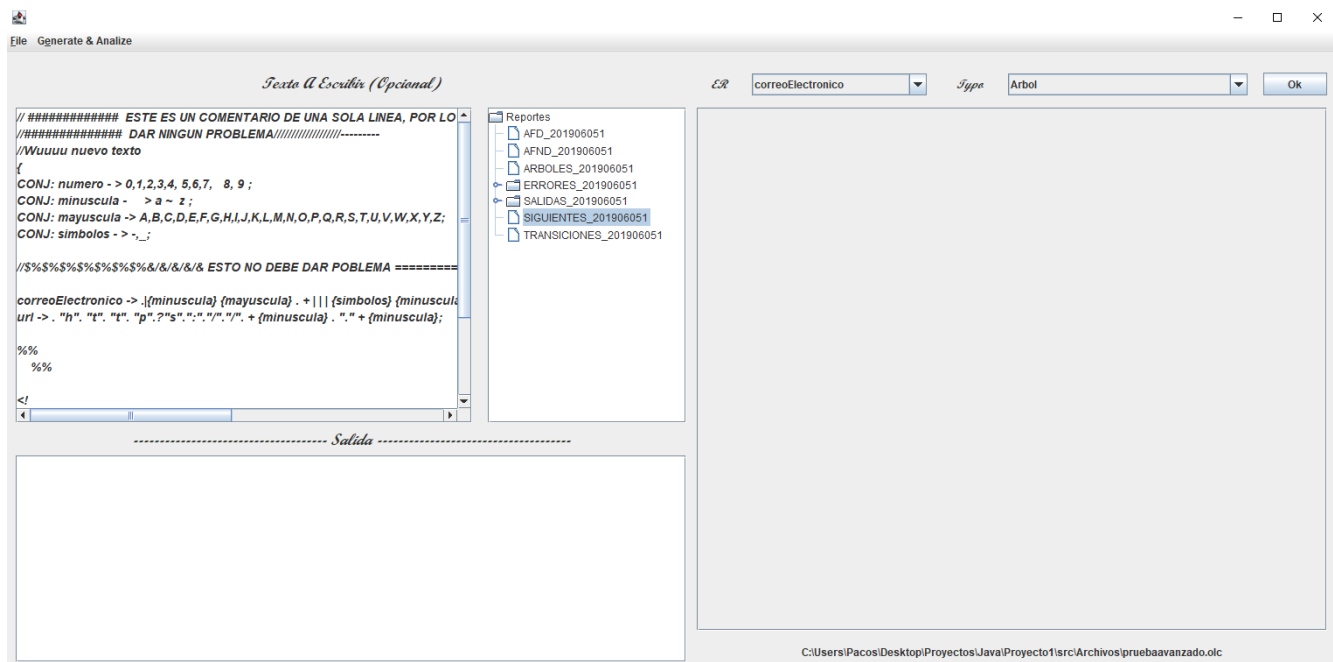 File Generate & Analize
Texto A Escribir (Opcional)
ER correoElectronico Type Arbol Ok
// ############# ESTE ES UN COMENTARIO DE UNA SOLA LINEA, POR LO
//############## DAR NINGUN PROBLEMA///////////////////---------
//Wuuuu nuevo texto
{
CONJ: numero - > 0,1,2,3,4, 5,6,7, 8, 9 ;
CONJ: minuscula - > a ~ z ;
CONJ: mayuscula -> A,B,C,D,E,F,G,H,I,J,K,L,M,N,O,P,Q,R,S,T,U,V,W,X,Y,Z;
CONJ: simbolos - > -,_;
//$%$%$%$%$%$%$%&/&/&/&/& ESTO NO DEBE DAR POBLEMA =========
correoElectronico -> .|{minuscula} {mayuscula} . + | | | {simbolos} {minuscula
url -> . "h". "t". "t". "p".?"s".":"."/"."/". + {minuscula} . "." + {minuscula};
%%
%%
<!
Reportes
AFD_201906051
AFND_201906051
ARBOLES_201906051
ERRORES_201906051
SALIDAS_201906051
SIGUIENTES_201906051
TRANSICIONES_201906051
------------------------------------- Salida -------------------------------------
C:\Users\Pacos\Desktop\Proyectos\Java\Proyecto1\src\Archivos\pruebaavanzado.olc